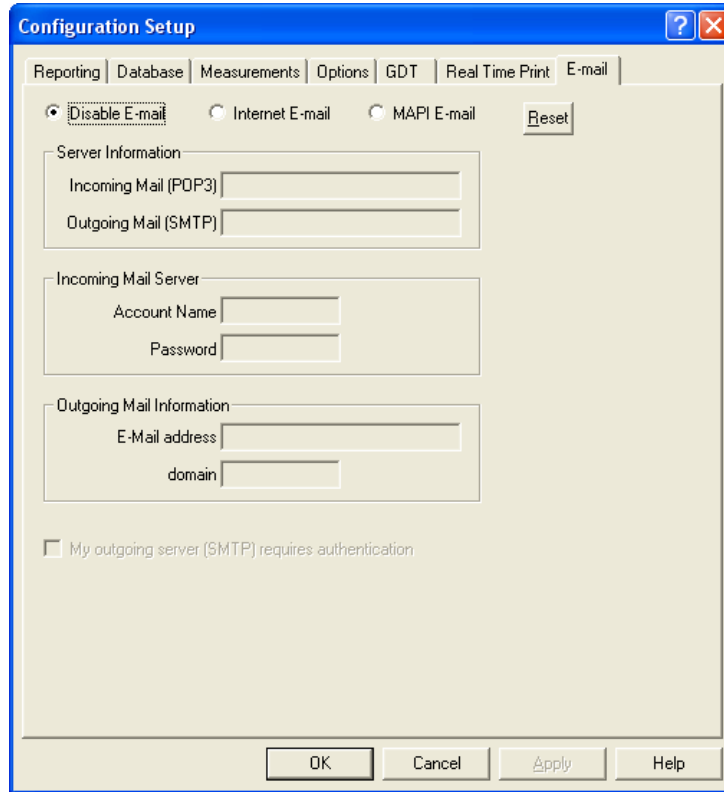 Configuration Setup
Reporting Database Measurements Options GDT Real Time Print E-mail
Disable E-mail Internet E-mail MAPI E-mail Reset
Server Information
Incoming Mail (POP3)
Outgoing Mail (SMTP)
Incoming Mail Server
Account Name
Password
Outgoing Mail Information
E-Mail address
domain
My outgoing server (SMTP) requires authentication
OK Cancel Apply Help